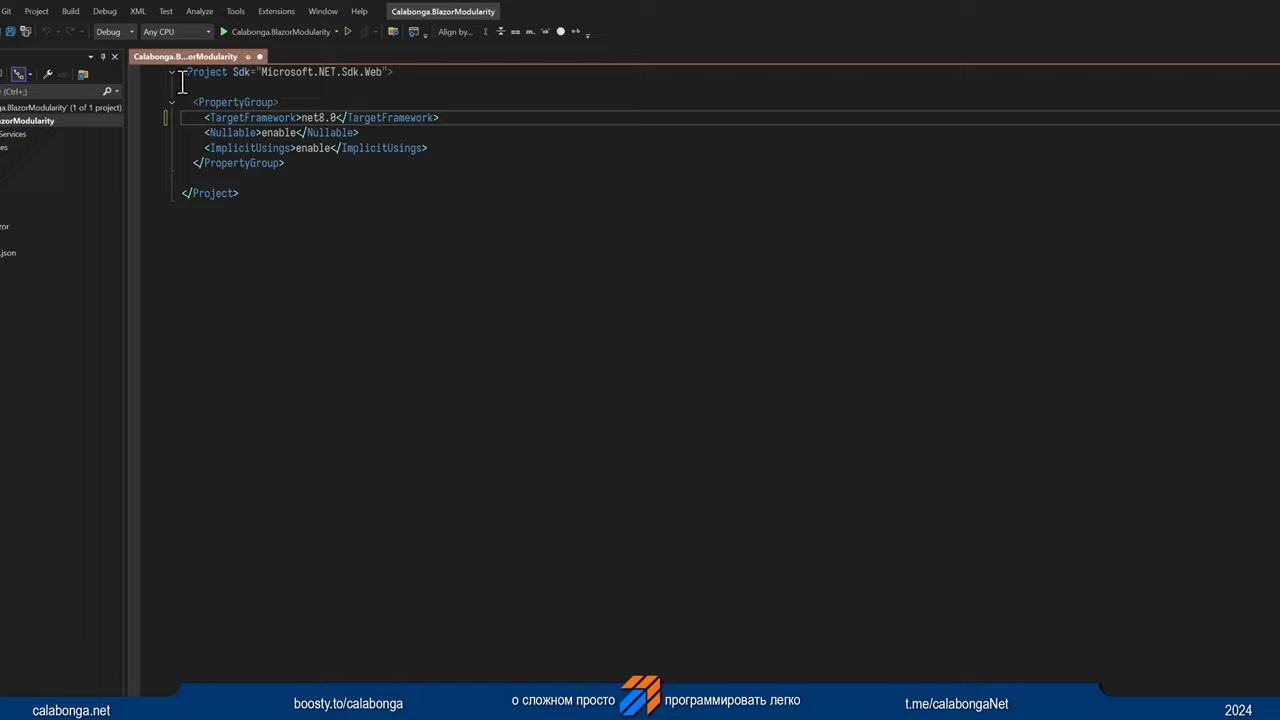 Git Project Build Debug XML Test Analyze Tools Extensions Window Help Calabonga.BlazorModularity
Debug Any CPU Calabonga.BlazorModularity Align by...
Calabonga.B...orModularity
(Ctrl+;)
.BlazorModularity' (1 of 1 project)
zorModularity
Services
es
zor
.json
Project Sdk="Microsoft.NET.Sdk.Web">
<PropertyGroup>
<TargetFramework>net8.0</TargetFramework>
<Nullable>enable</Nullable>
<ImplicitUsings>enable</ImplicitUsings>
</PropertyGroup>
</Project>
calabonga.net boosty.to/calabonga о сложном просто программировать легко t.me/calabongaNet 2024